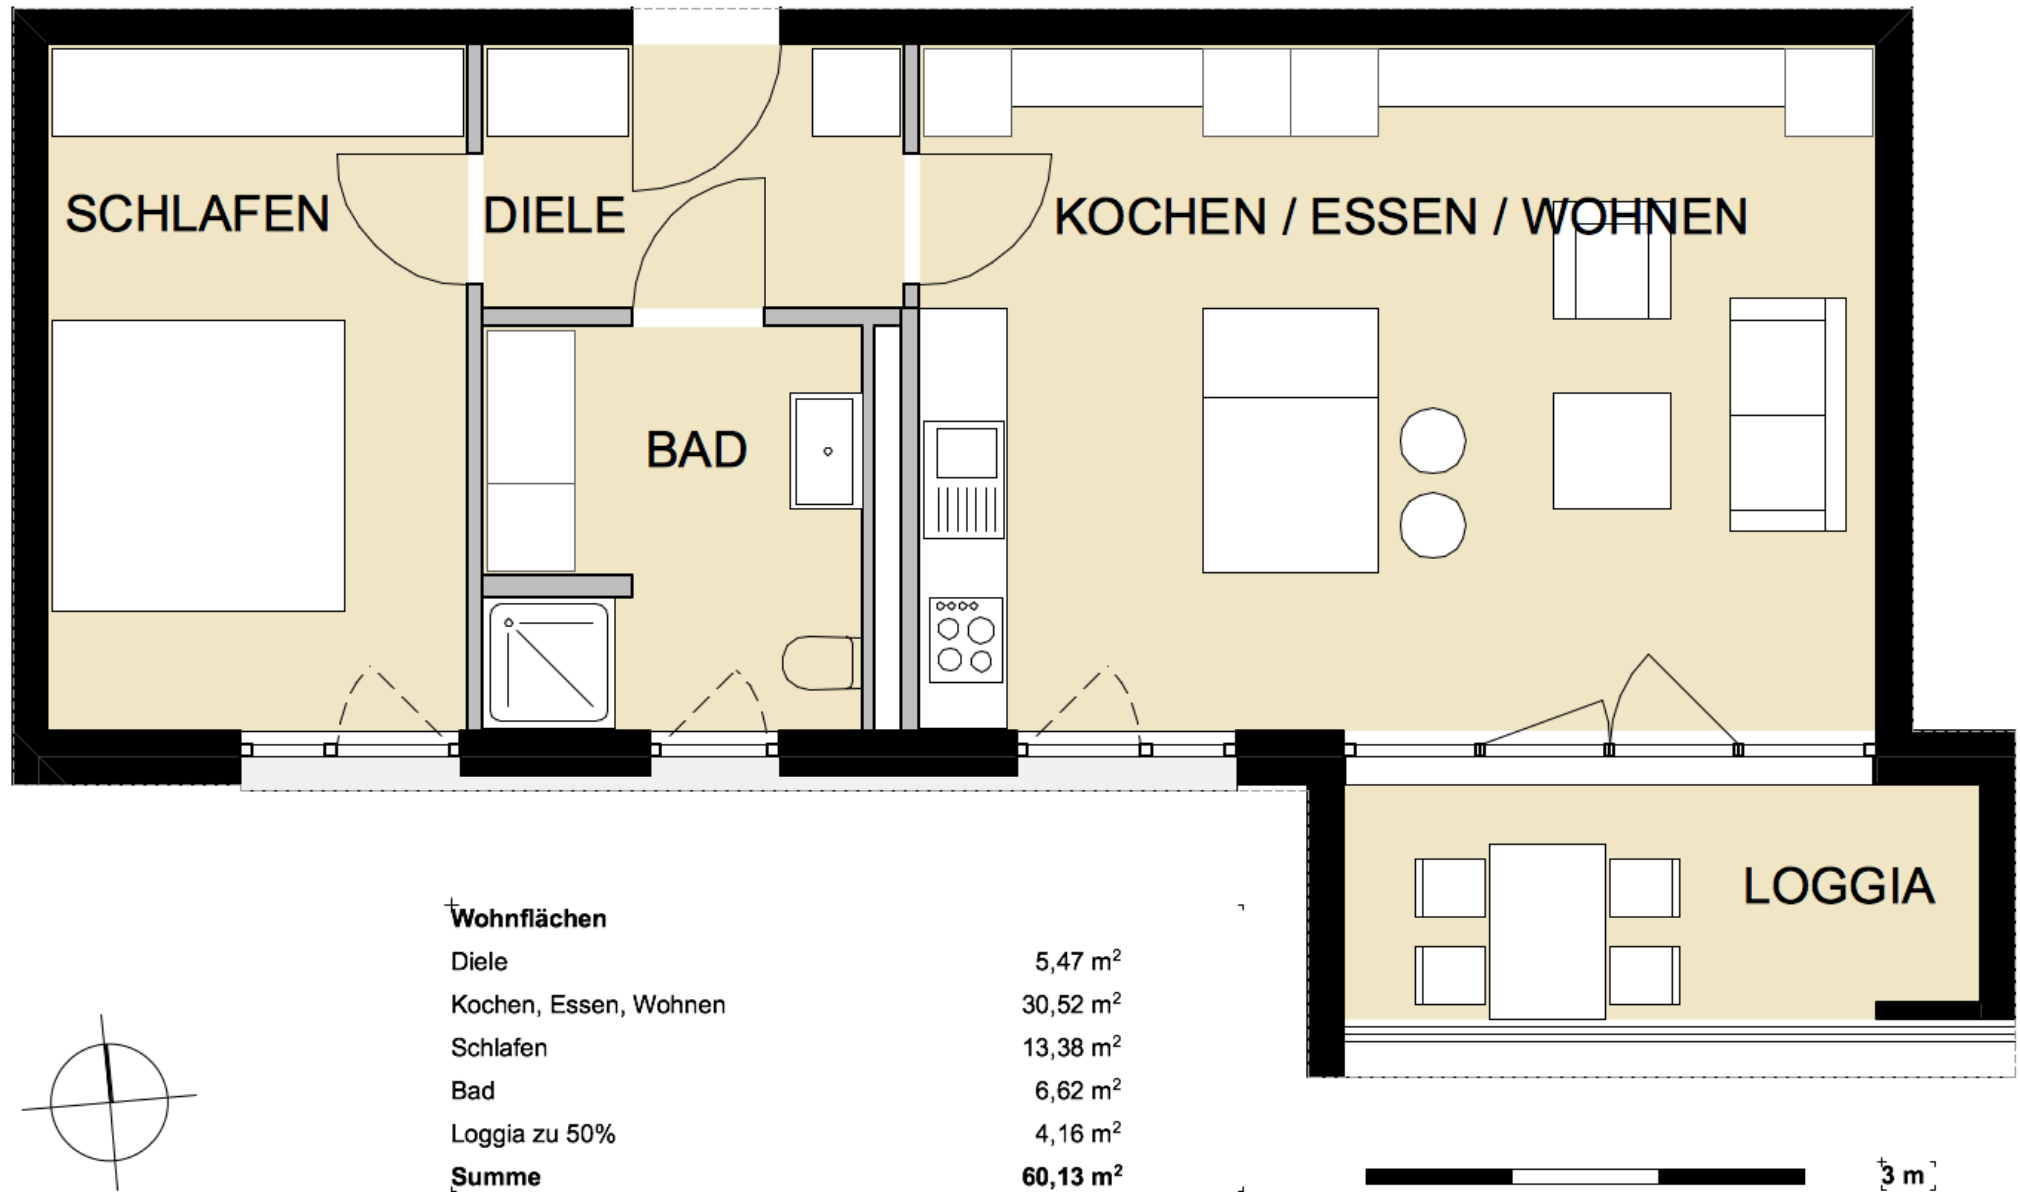 SCHLAFEN
DIELE
KOCHEN / ESSEN / WOHNEN
BAD
LOGGIA
Wohnflächen
Diele 5,47 m²
Kochen, Essen, Wohnen 30,52 m²
Schlafen 13,38 m²
Bad 6,62 m²
Loggia zu 50% 4,16 m²
Summe 60,13 m²
3 m